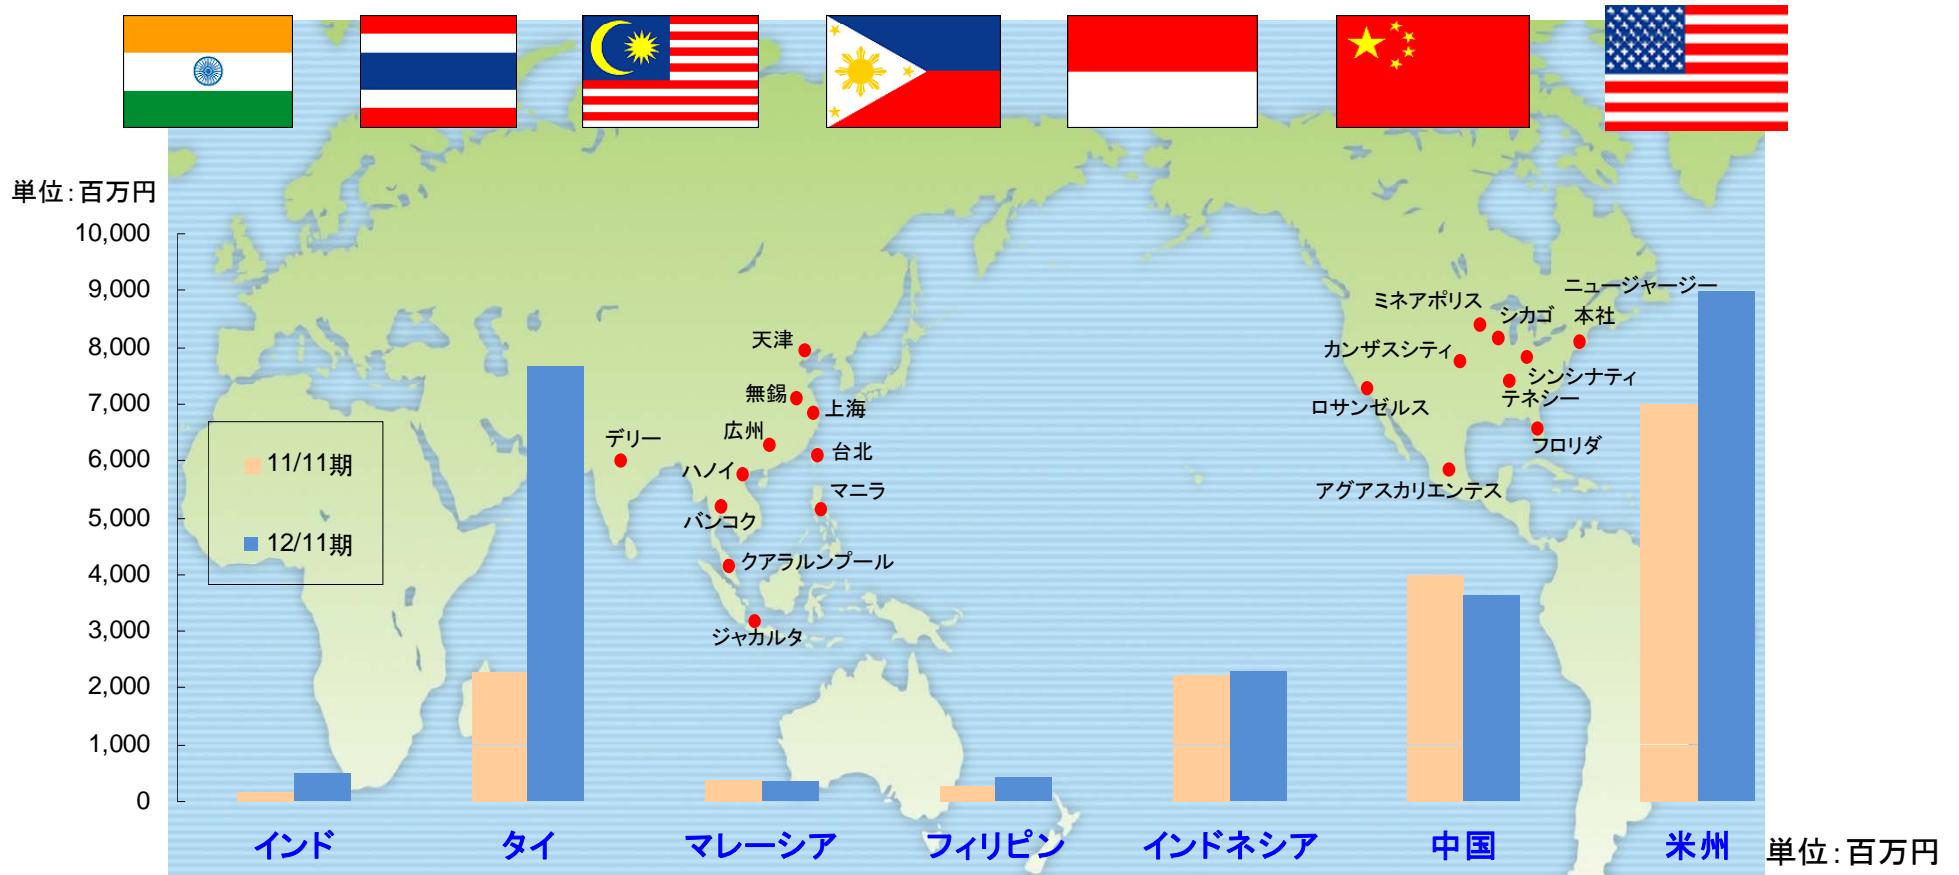 単位：百万円
10,000
9,000
8,000
7,000
6,000
5,000
4,000
3,000
2,000
1,000
0
11/11期
12/11期
デリー
天津
無錫
上海
広州
台北
ハノイ
マニラ
バンコク
クアラルンプール
ジャカルタ
ニュージャージー
本社
ミネアポリス
シカゴ
カンザスシティ
シンシナティ
テネシー
ロサンゼルス
フロリダ
アグアスカリエンテス
インド
タイ
マレーシア
フィリピン
インドネシア
中国
米州
単位：百万円